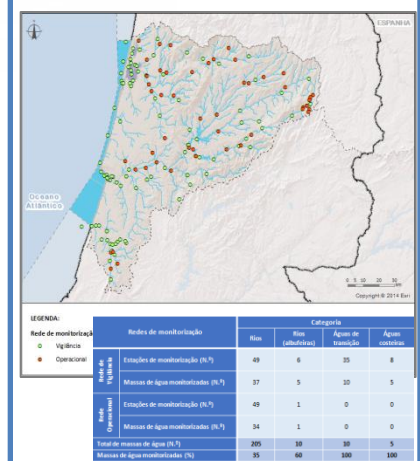 ESPANHA
Oceano
Atlântico
0 5 10 20 30
Copyright © 2014 Esri
LEGENDA:
Rede de monitorização
Vigilância
Operacional
Redes de monitorização
Categoria
Rios
Rios (albufeiras)
Águas de transição
Águas costeiras
Rede de Vigilância
Estações de monitorização (N.º) 49 6 35 8
Massas de água monitorizadas (N.º) 37 5 10 5
Rede Operacional
Estações de monitorização (N.º) 49 1 0 0
Massas de água monitorizadas (N.º) 34 1 0 0
Total de massas de água (N.º) 205 10 10 5
Massas de água monitorizadas (%) 35 60 100 100